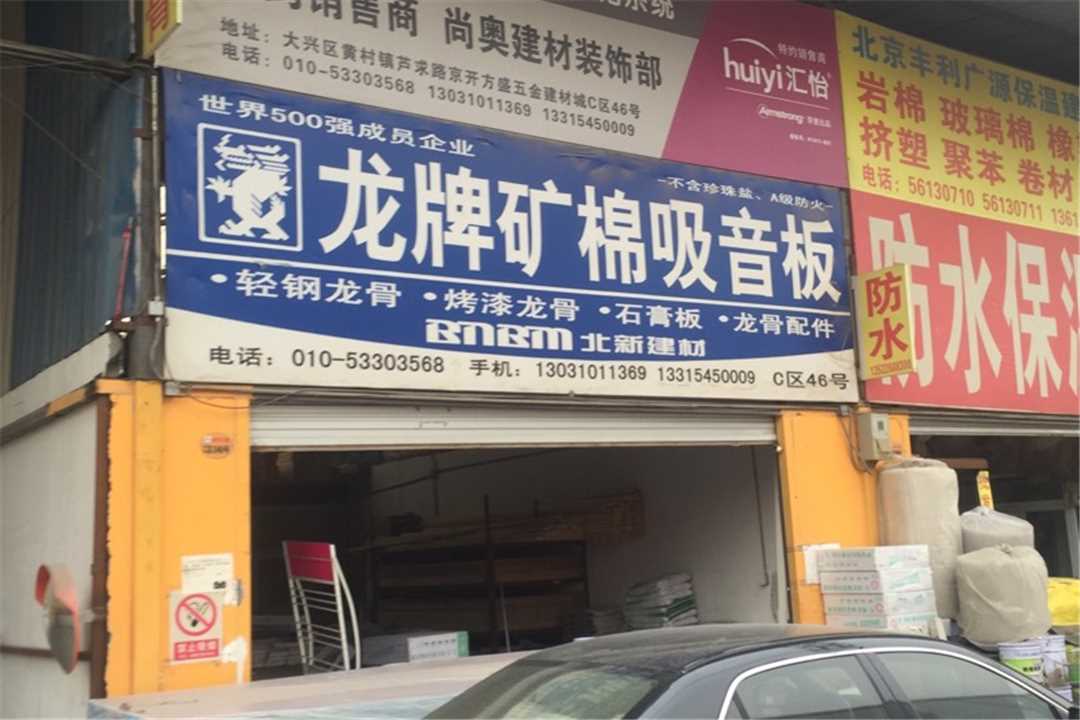 销售商 尚奥建材装饰部
地址：大兴区黄村镇芦求路京开方盛五金建材城C区46号
电话：010-53303568 13031011369 13315450009
特约销售商
huiyi汇怡
Armstrong
世界500强成员企业
-不含珍珠盐、A级防火-
龙牌矿棉吸音板
·轻钢龙骨 ·烤漆龙骨 ·石膏板 ·龙骨配件
BNBM 北新建材
电话：010-53303568 手机：13031011369 13315450009 C区46号
北京丰利广源保温建
岩棉 玻璃棉 橡
挤塑 聚苯 卷材
电话：56130710 56130711 1361
防水保温
防水
禁止吸烟